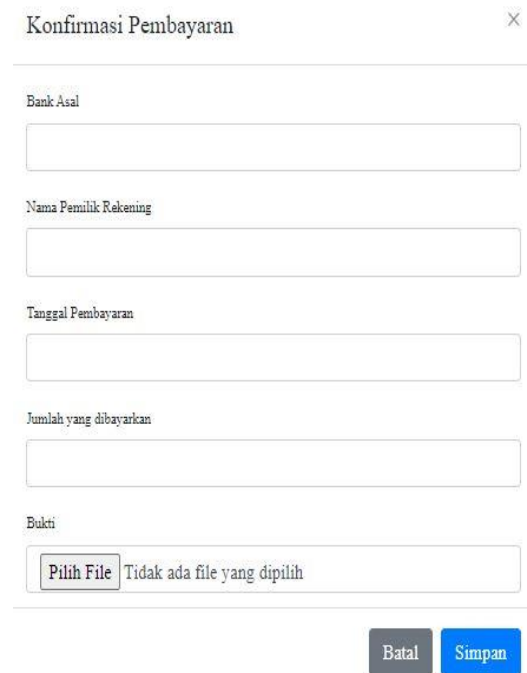 Konfirmasi Pembayaran
Bank Asal
Nama Pemilik Rekening
Tanggal Pembayaran
Jumlah yang dibayarkan
Bukti
Pilih File Tidak ada file yang dipilih
Batal Simpan